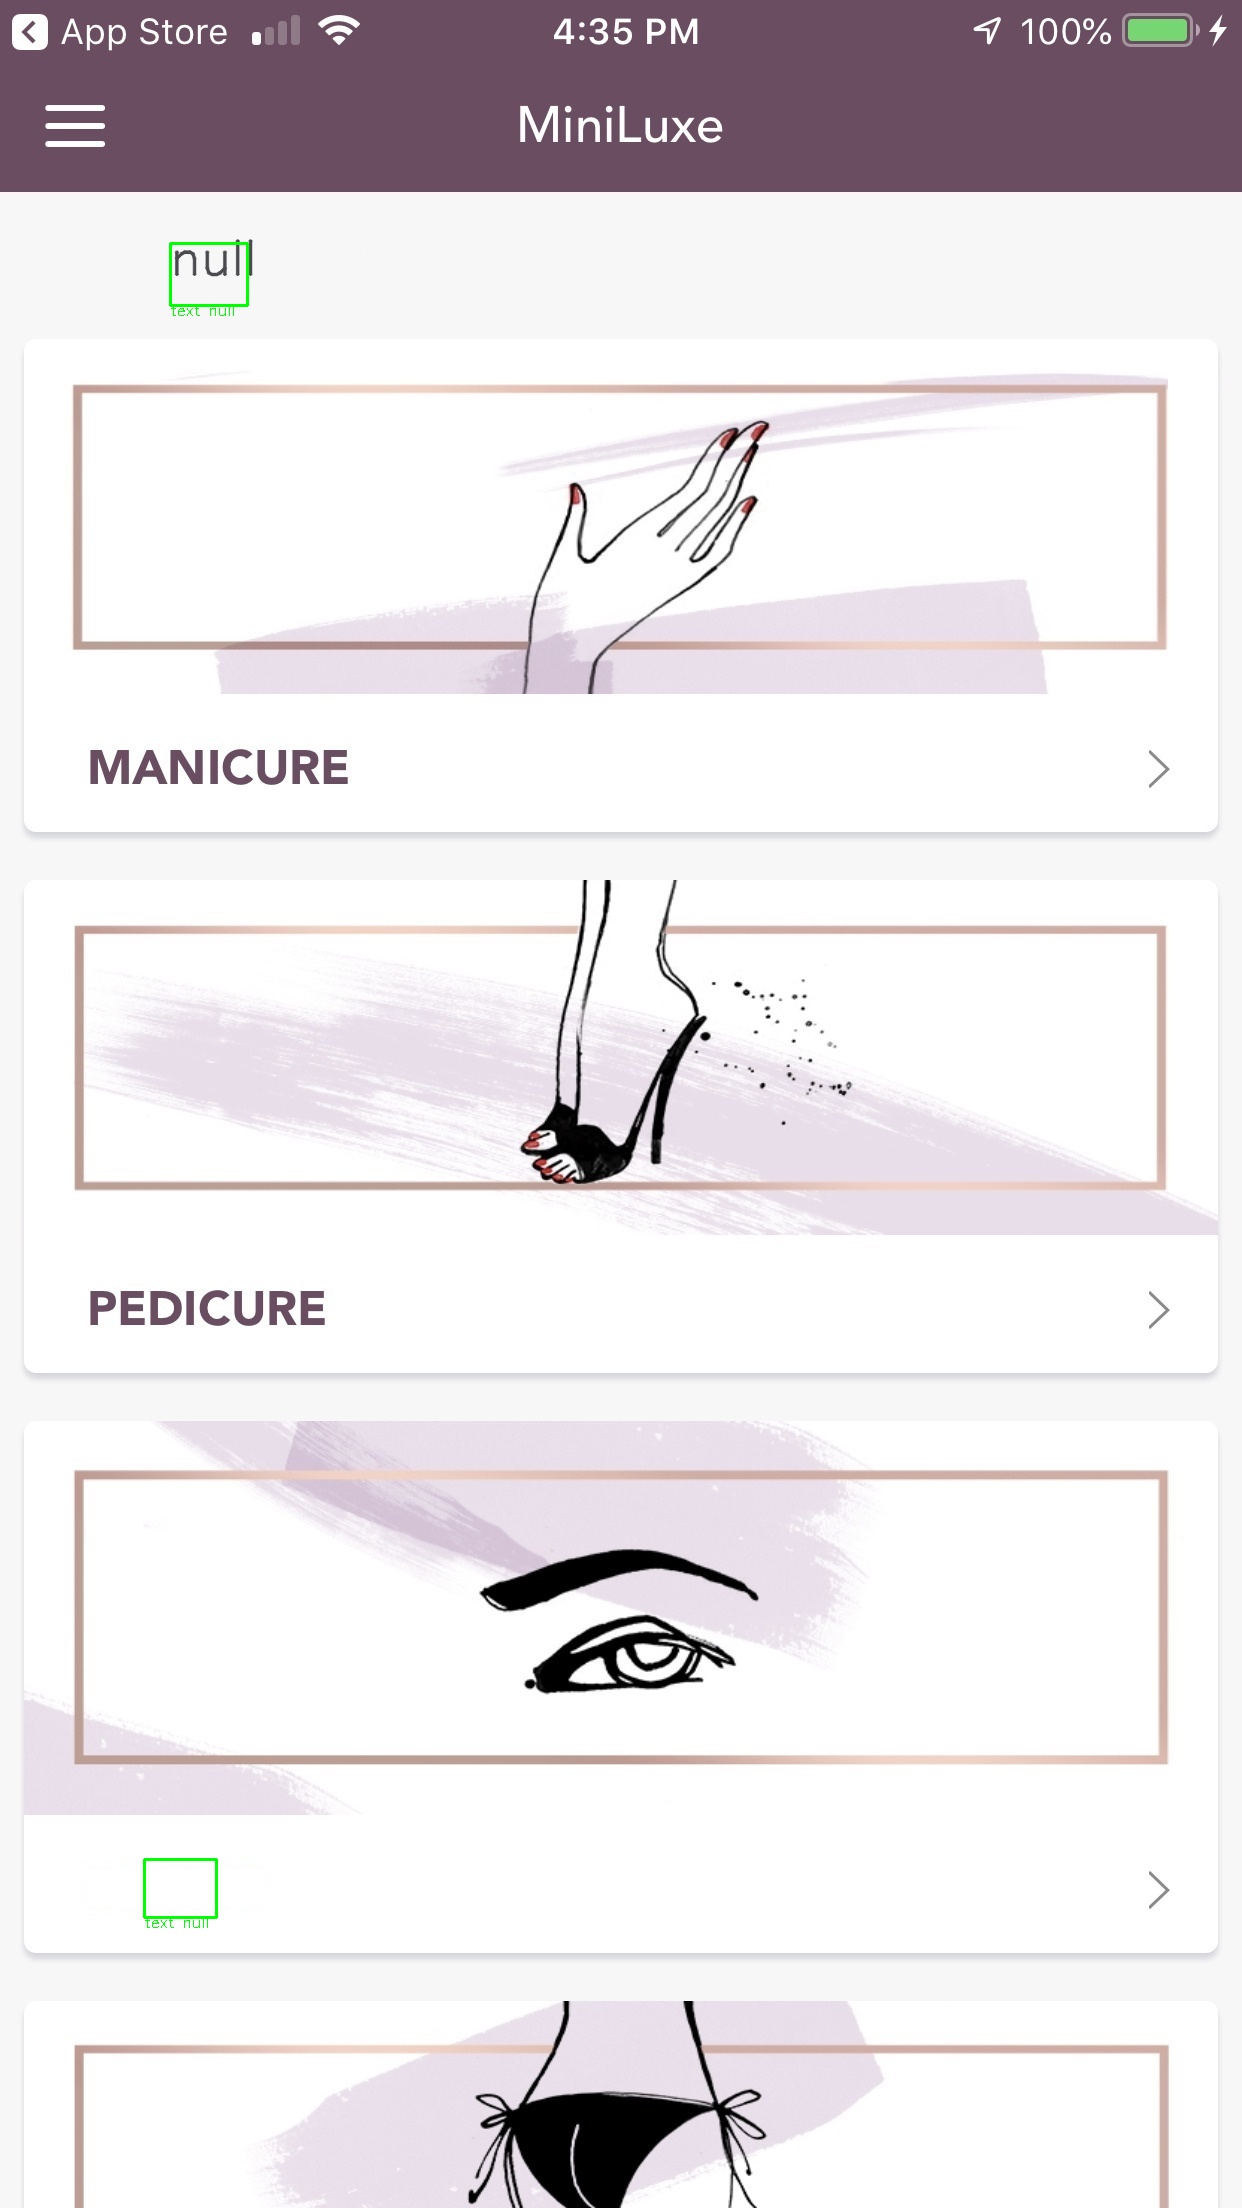 App Store
4:35 PM
100%
MiniLuxe
null
text null
MANICURE
PEDICURE
text null